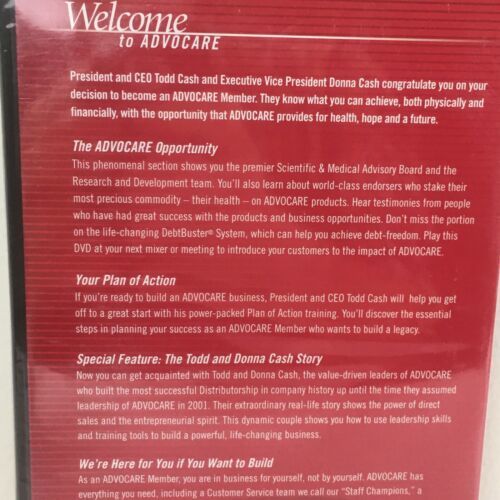 Welcome
to ADVOCARE
President and CEO Todd Cash and Executive Vice President Donna Cash congratulate you on your
decision to become an ADVOCARE Member. They know what you can achieve, both physically and
financially, with the opportunity that ADVOCARE provides for health, hope and a future.
The ADVOCARE Opportunity
This phenomenal section shows you the premier Scientific & Medical Advisory Board and the
Research and Development team. You'll also learn about world-class endorsers who stake their
most precious commodity – their health – on ADVOCARE products. Hear testimonies from people
who have had great success with the products and business opportunities. Don't miss the portion
on the life-changing DebtBuster® System, which can help you achieve debt-freedom. Play this
DVD at your next mixer or meeting to introduce your customers to the impact of ADVOCARE.
Your Plan of Action
If you're ready to build an ADVOCARE business, President and CEO Todd Cash will help you get
off to a great start with his power-packed Plan of Action training. You'll discover the essential
steps in planning your success as an ADVOCARE Member who wants to build a legacy.
Special Feature: The Todd and Donna Cash Story
Now you can get acquainted with Todd and Donna Cash, the value-driven leaders of ADVOCARE
who built the most successful Distributorship in company history up until the time they assumed
leadership of ADVOCARE in 2001. Their extraordinary real-life story shows the power of direct
sales and the entrepreneurial spirit. This dynamic couple shows you how to use leadership skills
and training tools to build a powerful, life-changing business.
We're Here for You if You Want to Build
As an ADVOCARE Member, you are in business for yourself, not by yourself. ADVOCARE has
everything you need, including a Customer Service team we call our "Staff Champions," a